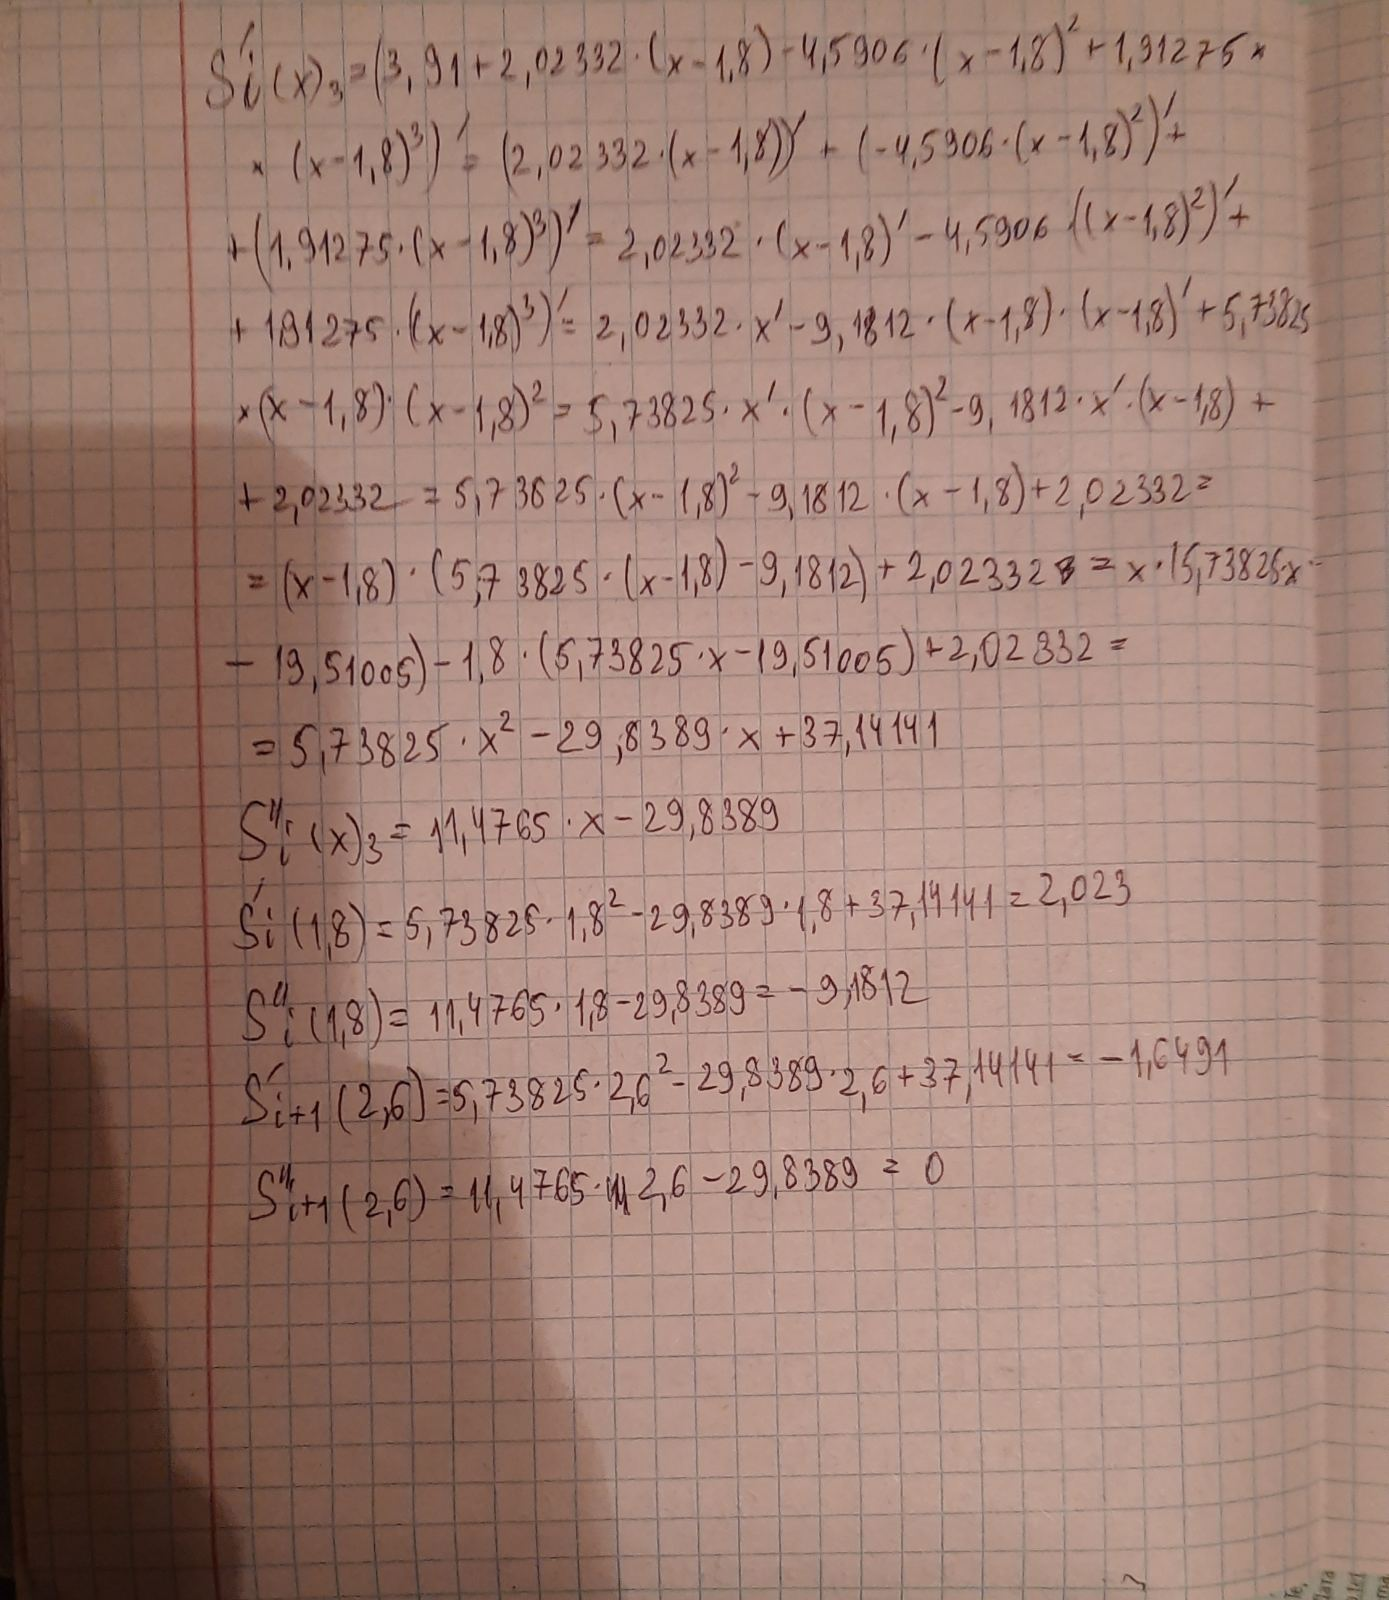 S'i(x)₃ = (3,91+2,02332·(x-1,8)-4,5906·(x-1,8)²+1,91275×
× (x-1,8)³)' = (2,02332·(x-1,8))' + (-4,5906·(x-1,8)²)'+
+(1,91275·(x-1,8)³)' = 2,02332·(x-1,8)' - 4,5906·((x-1,8)²)'+
+ 1,91275·((x-1,8)³)' = 2,02332·x' - 9,1812·(x-1,8)·(x-1,8)' + 5,73825
×(x-1,8)·(x-1,8)² = 5,73825·x'·(x-1,8)² - 9,1812·x'·(x-1,8) +
+ 2,02332 = 5,73625·(x-1,8)² - 9,1812·(x-1,8)+2,02332 =
= (x-1,8)·(5,73825·(x-1,8)-9,1812)+2,02332 = x·(5,73825·x-
- 19,51005)-1,8·(5,73825·x-19,51005)+2,02332 =
= 5,73825·x² - 29,8389·x + 37,14141
S"i(x)₃ = 11,4765·x - 29,8389
S'i(1,8) = 5,73825·1,8² - 29,8389·1,8 + 37,14141 = 2,023
S"i(1,8) = 11,4765·1,8 - 29,8389 = -9,1812
S'i+1(2,6) = 5,73825·2,6² - 29,8389·2,6 + 37,14141 = -1,6491
S"i+1(2,6) = 11,4765·2,6 - 29,8389 = 0